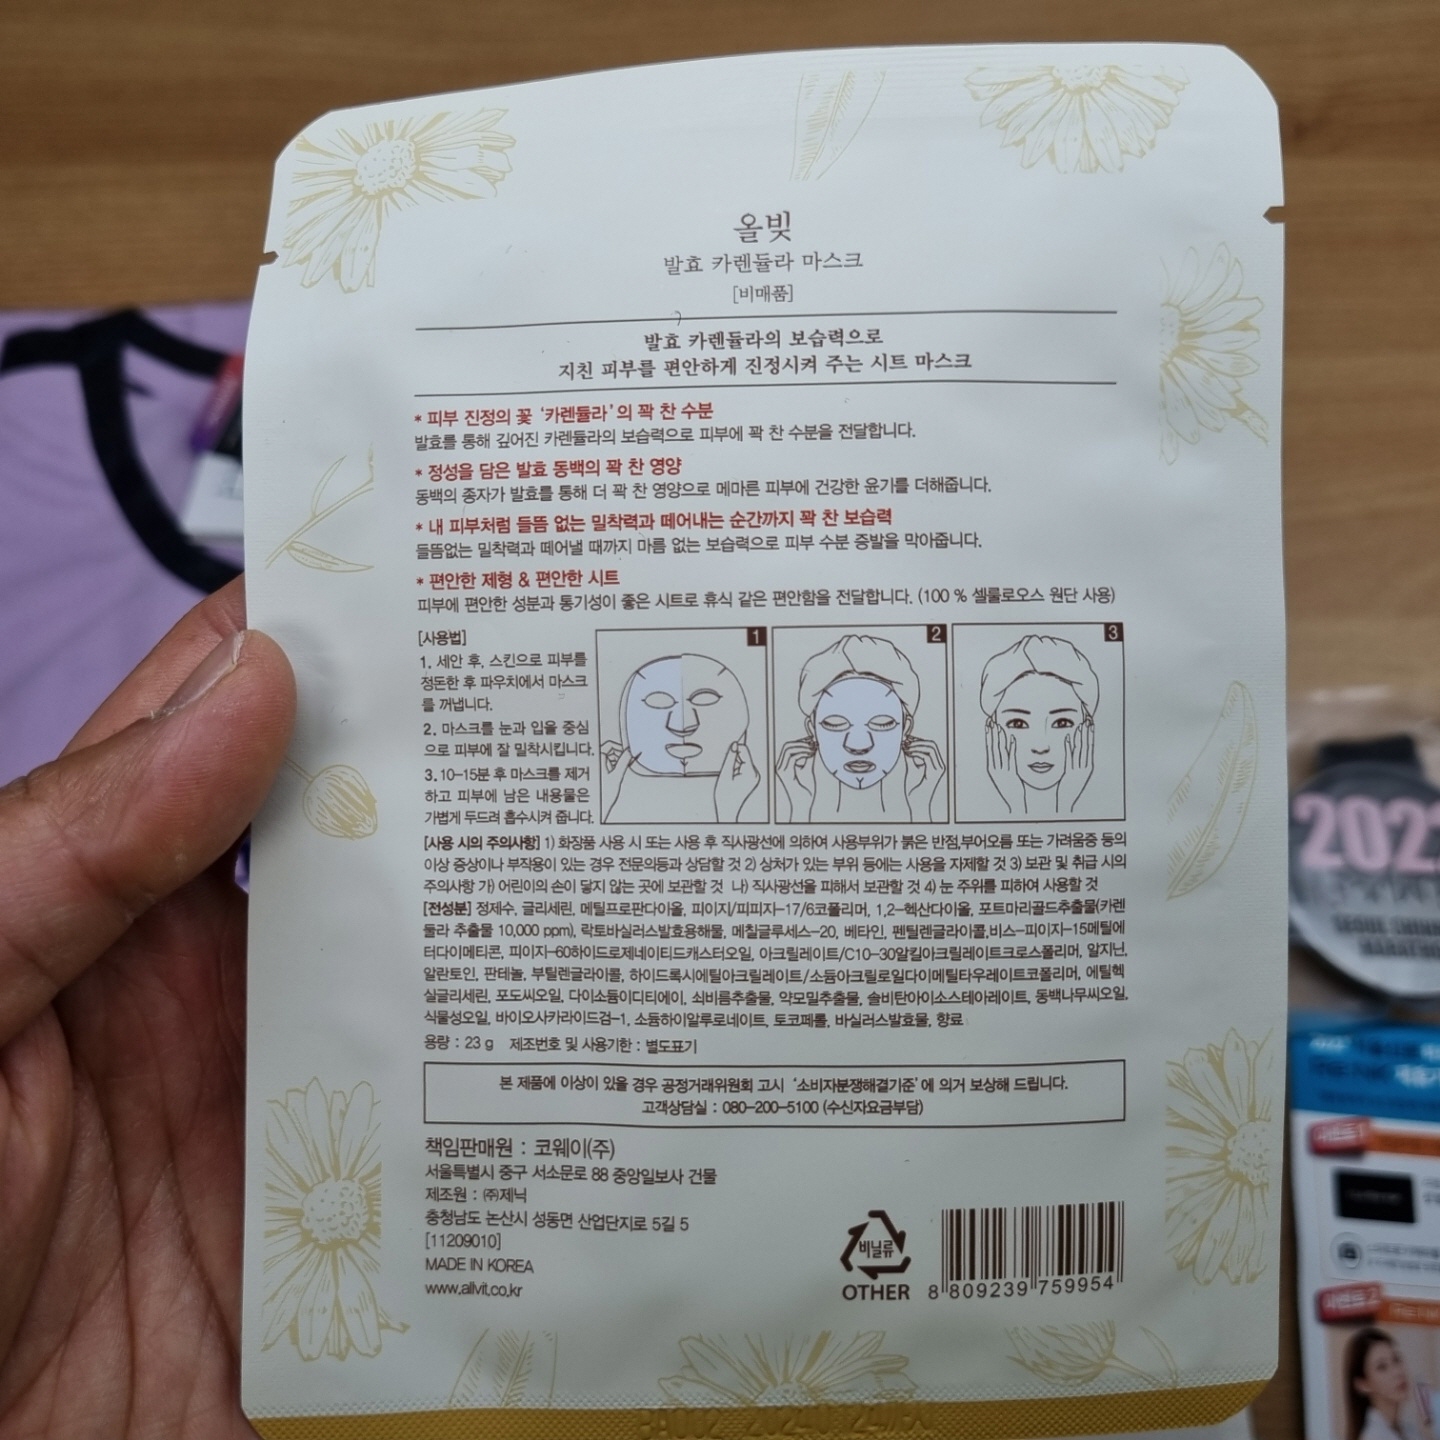 올빛
발효 카렌듈라 마스크
[비매품]
발효 카렌듈라의 보습력으로
지친 피부를 편안하게 진정시켜 주는 시트 마스크
* 피부 진정의 꽃 ‘카렌듈라’의 꽉 찬 수분
발효를 통해 깊어진 카렌듈라의 보습력으로 피부에 꽉 찬 수분을 전달합니다.
* 정성을 담은 발효 동백의 꽉 찬 영양
동백의 종자가 발효를 통해 더 꽉 찬 영양으로 메마른 피부에 건강한 윤기를 더해줍니다.
* 내 피부처럼 들뜸 없는 밀착력과 떼어내는 순간까지 꽉 찬 보습력
들뜸없는 밀착력과 떼어낼 때까지 마름 없는 보습력으로 피부 수분 증발을 막아줍니다.
* 편안한 제형 & 편안한 시트
피부에 편안한 성분과 통기성이 좋은 시트로 휴식 같은 편안함을 전달합니다. (100 % 셀룰로오스 원단 사용)
[사용법]
1. 세안 후, 스킨으로 피부를
정돈한 후 파우치에서 마스크
를 꺼냅니다.
2. 마스크를 눈과 입을 중심
으로 피부에 잘 밀착시킵니다.
3. 10-15분 후 마스크를 제거
하고 피부에 남은 내용물은
가볍게 두드려 흡수시켜 줍니다.
1
2
3
[사용 시의 주의사항] 1) 화장품 사용 시 또는 사용 후 직사광선에 의하여 사용부위가 붉은 반점,부어오름 또는 가려움증 등의
이상 증상이나 부작용이 있는 경우 전문의등과 상담할 것 2) 상처가 있는 부위 등에는 사용을 자제할 것 3) 보관 및 취급 시의
주의사항 가) 어린이의 손이 닿지 않는 곳에 보관할 것 나) 직사광선을 피해서 보관할 것 4) 눈 주위를 피하여 사용할 것
[전성분] 정제수, 글리세린, 메틸프로판다이올, 피이지/피피지-17/6코폴리머, 1,2-헥산다이올, 포트마리골드추출물(카렌
듈라 추출물 10,000 ppm), 락토바실러스발효용해물, 메칠글루세스-20, 베타인, 펜틸렌글라이콜,비스-피이지-15메틸에
터다이메티콘, 피이지-60하이드로제네이티드캐스터오일, 아크릴레이트/C10-30알킬아크릴레이트크로스폴리머, 알지닌,
알란토인, 판테놀, 부틸렌글라이콜, 하이드록시에틸아크릴레이트/소듐아크릴로일다이메틸타우레이트코폴리머, 에틸헥
실글리세린, 포도씨오일, 다이소듐이디티에이, 쇠비름추출물, 약모밀추출물, 솔비탄아이소스테아레이트, 동백나무씨오일,
식물성오일, 바이오사카라이드검-1, 소듐하이알루로네이트, 토코페롤, 바실러스발효물, 향료
용량 : 23 g 제조번호 및 사용기한 : 별도표기
본 제품에 이상이 있을 경우 공정거래위원회 고시 ‘소비자분쟁해결기준’에 의거 보상해 드립니다.
고객상담실 : 080-200-5100 (수신자요금부담)
책임판매원 : 코웨이(주)
서울특별시 중구 서소문로 88 중앙일보사 건물
제조원 : ㈜제닉
충청남도 논산시 성동면 산업단지로 5길 5
[11209010]
MADE IN KOREA
www.allvit.co.kr
비닐류
OTHER
8 809239 759954